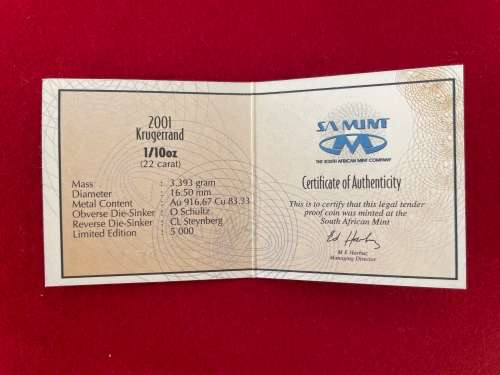 2001
Krugerrand
1/10oz
(22 carat)
Mass : 3.393 gram
Diameter : 16.50 mm
Metal Content : Au 916.67 Cu 83.33
Obverse Die-Sinker : O Schultz
Reverse Die-Sinker : CL Steynberg
Limited Edition : 5 000
SA MINT
THE SOUTH AFRICAN MINT COMPANY
Certificate of Authenticity
This is to certify that this legal tender
proof coin was minted at the
South African Mint
M E Harbuz
Managing Director